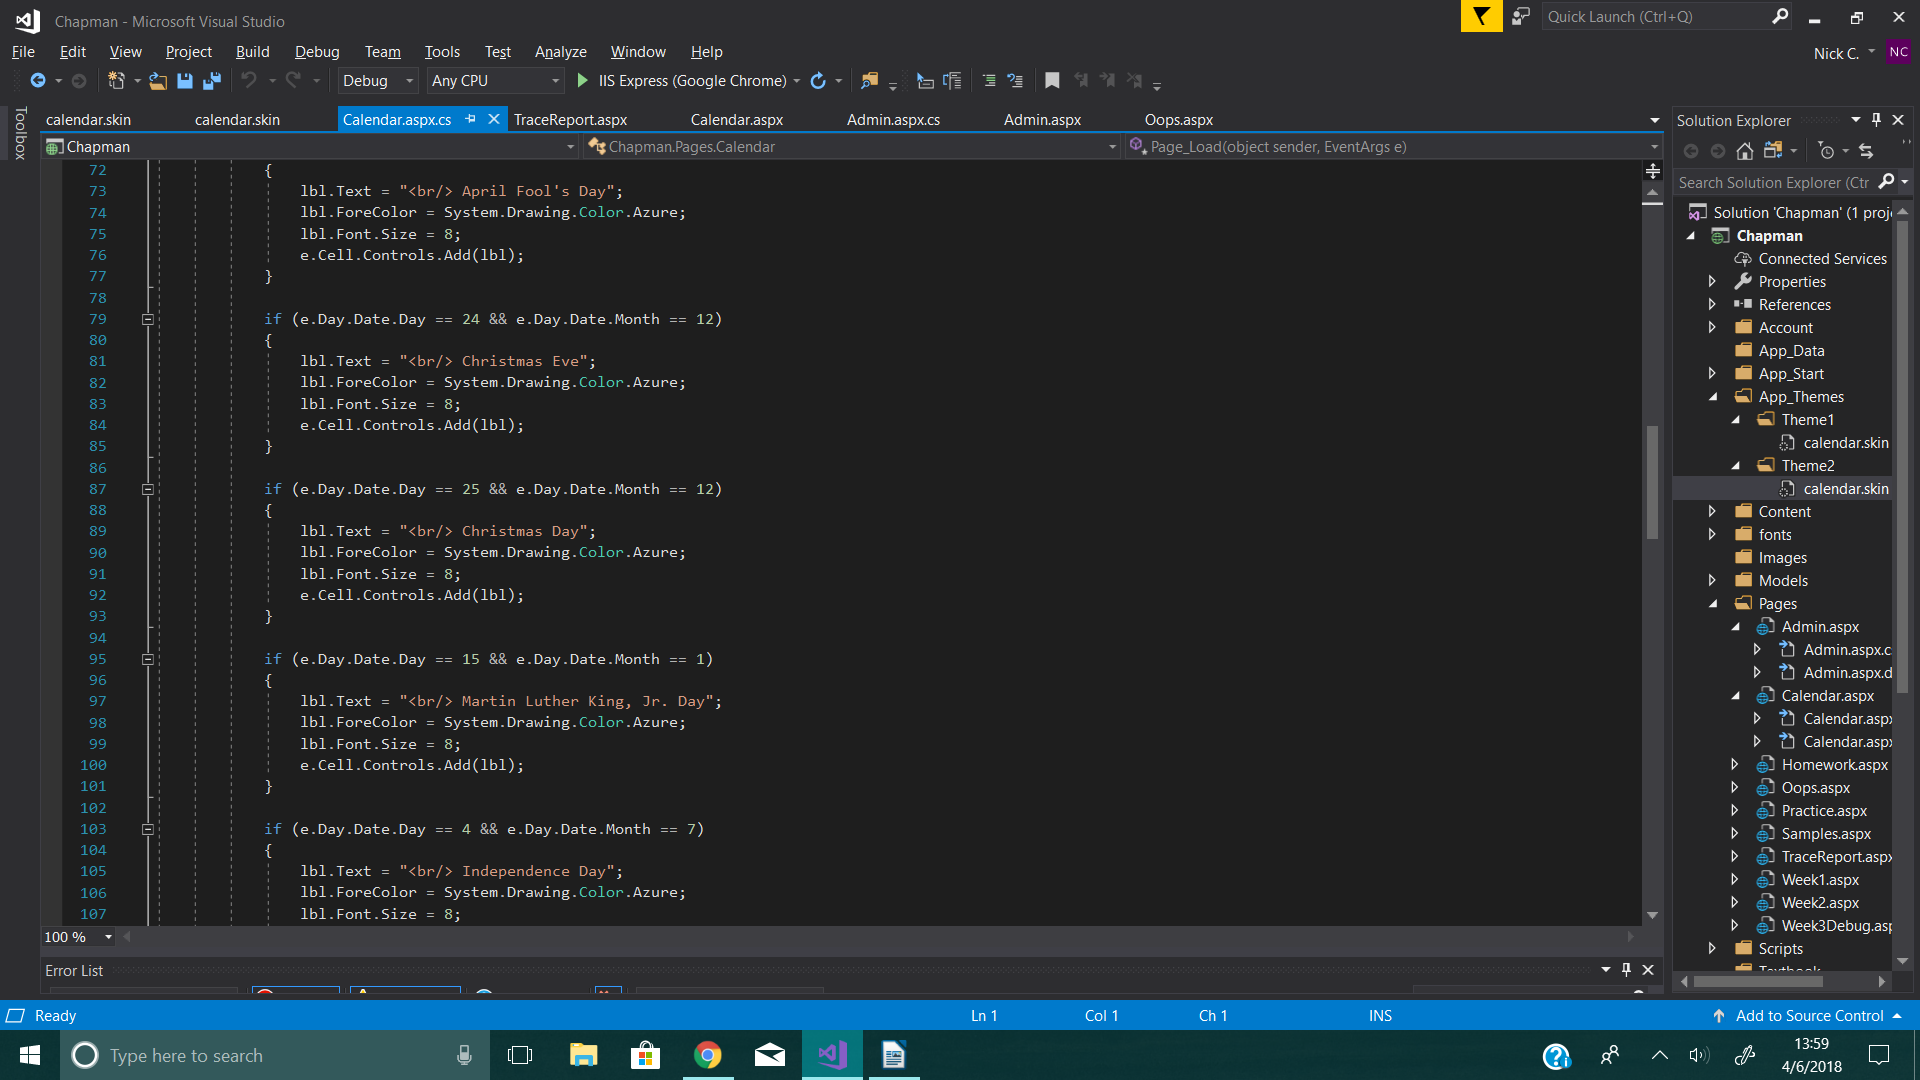 Chapman - Microsoft Visual Studio
Quick Launch (Ctrl+Q)
File Edit View Project Build Debug Team Tools Test Analyze Window Help
Nick C. NC
Debug Any CPU IIS Express (Google Chrome)
Toolbox
calendar.skin calendar.skin Calendar.aspx.cs TraceReport.aspx Calendar.aspx Admin.aspx.cs Admin.aspx Oops.aspx
Chapman Chapman.Pages.Calendar Page_Load(object sender, EventArgs e)
72 {
73 lbl.Text = "<br/> April Fool's Day";
74 lbl.ForeColor = System.Drawing.Color.Azure;
75 lbl.Font.Size = 8;
76 e.Cell.Controls.Add(lbl);
77 }
78
79 if (e.Day.Date.Day == 24 && e.Day.Date.Month == 12)
80 {
81 lbl.Text = "<br/> Christmas Eve";
82 lbl.ForeColor = System.Drawing.Color.Azure;
83 lbl.Font.Size = 8;
84 e.Cell.Controls.Add(lbl);
85 }
86
87 if (e.Day.Date.Day == 25 && e.Day.Date.Month == 12)
88 {
89 lbl.Text = "<br/> Christmas Day";
90 lbl.ForeColor = System.Drawing.Color.Azure;
91 lbl.Font.Size = 8;
92 e.Cell.Controls.Add(lbl);
93 }
94
95 if (e.Day.Date.Day == 15 && e.Day.Date.Month == 1)
96 {
97 lbl.Text = "<br/> Martin Luther King, Jr. Day";
98 lbl.ForeColor = System.Drawing.Color.Azure;
99 lbl.Font.Size = 8;
100 e.Cell.Controls.Add(lbl);
101 }
102
103 if (e.Day.Date.Day == 4 && e.Day.Date.Month == 7)
104 {
105 lbl.Text = "<br/> Independence Day";
106 lbl.ForeColor = System.Drawing.Color.Azure;
107 lbl.Font.Size = 8;
100 %
Error List
Solution Explorer
Search Solution Explorer (Ctr
Solution 'Chapman' (1 proj
Chapman
Connected Services
Properties
References
Account
App_Data
App_Start
App_Themes
Theme1
calendar.skin
Theme2
calendar.skin
Content
fonts
Images
Models
Pages
Admin.aspx
Admin.aspx.c
Admin.aspx.d
Calendar.aspx
Calendar.aspx
Calendar.aspx
Homework.aspx
Oops.aspx
Practice.aspx
Samples.aspx
TraceReport.aspx
Week1.aspx
Week2.aspx
Week3Debug.asp
Scripts
Ready Ln 1 Col 1 Ch 1 INS Add to Source Control
Type here to search
13:59
4/6/2018